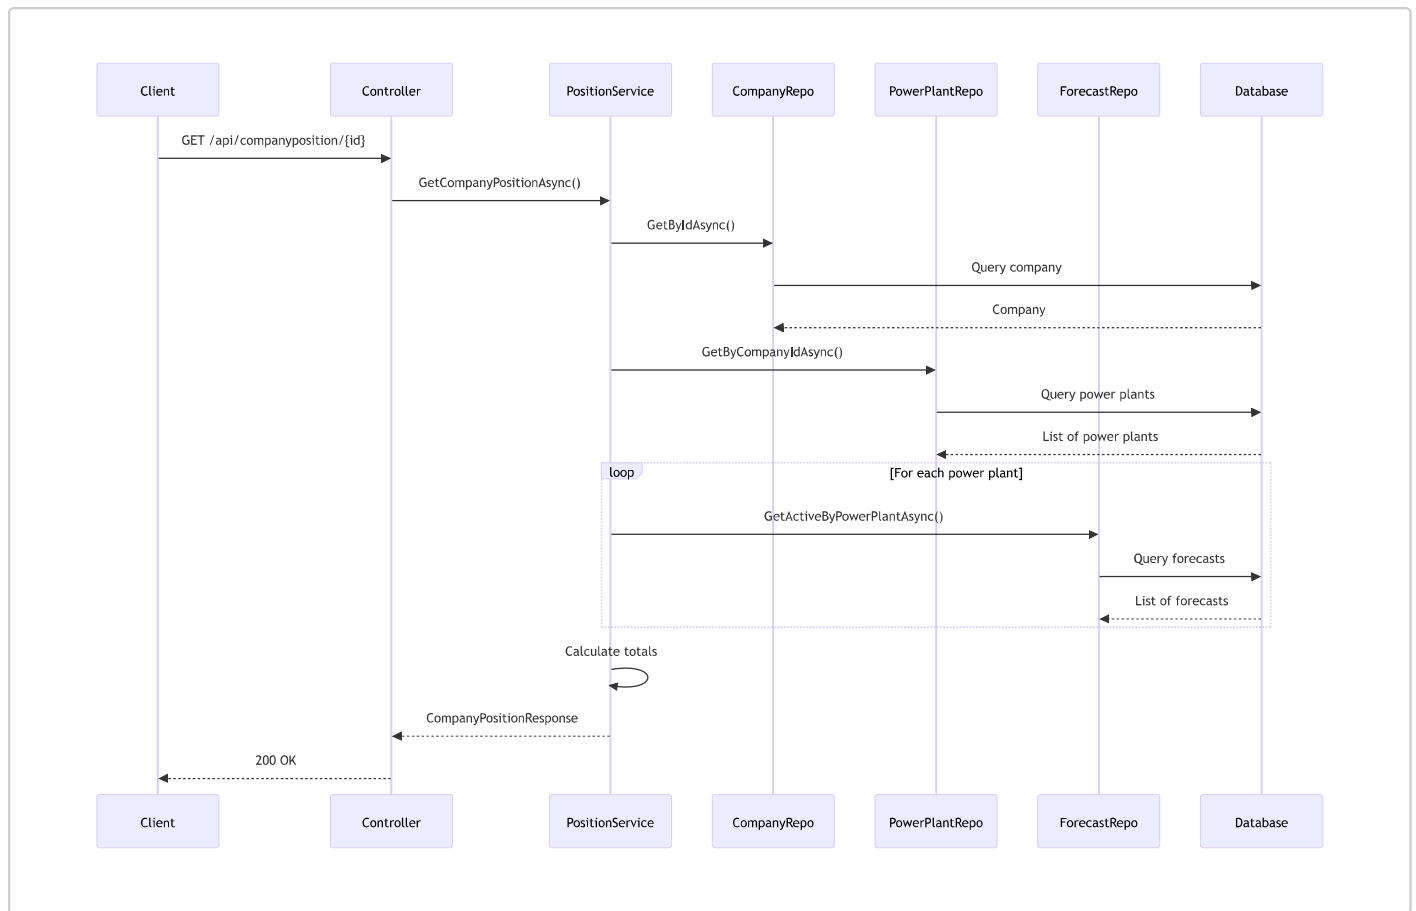 Client
Controller
PositionService
CompanyRepo
PowerPlantRepo
ForecastRepo
Database
GET /api/companyposition/{id}
GetCompanyPositionAsync()
GetByIdAsync()
Query company
Company
GetByCompanyIdAsync()
Query power plants
List of power plants
loop
[For each power plant]
GetActiveByPowerPlantAsync()
Query forecasts
List of forecasts
Calculate totals
CompanyPositionResponse
200 OK
Client
Controller
PositionService
CompanyRepo
PowerPlantRepo
ForecastRepo
Database